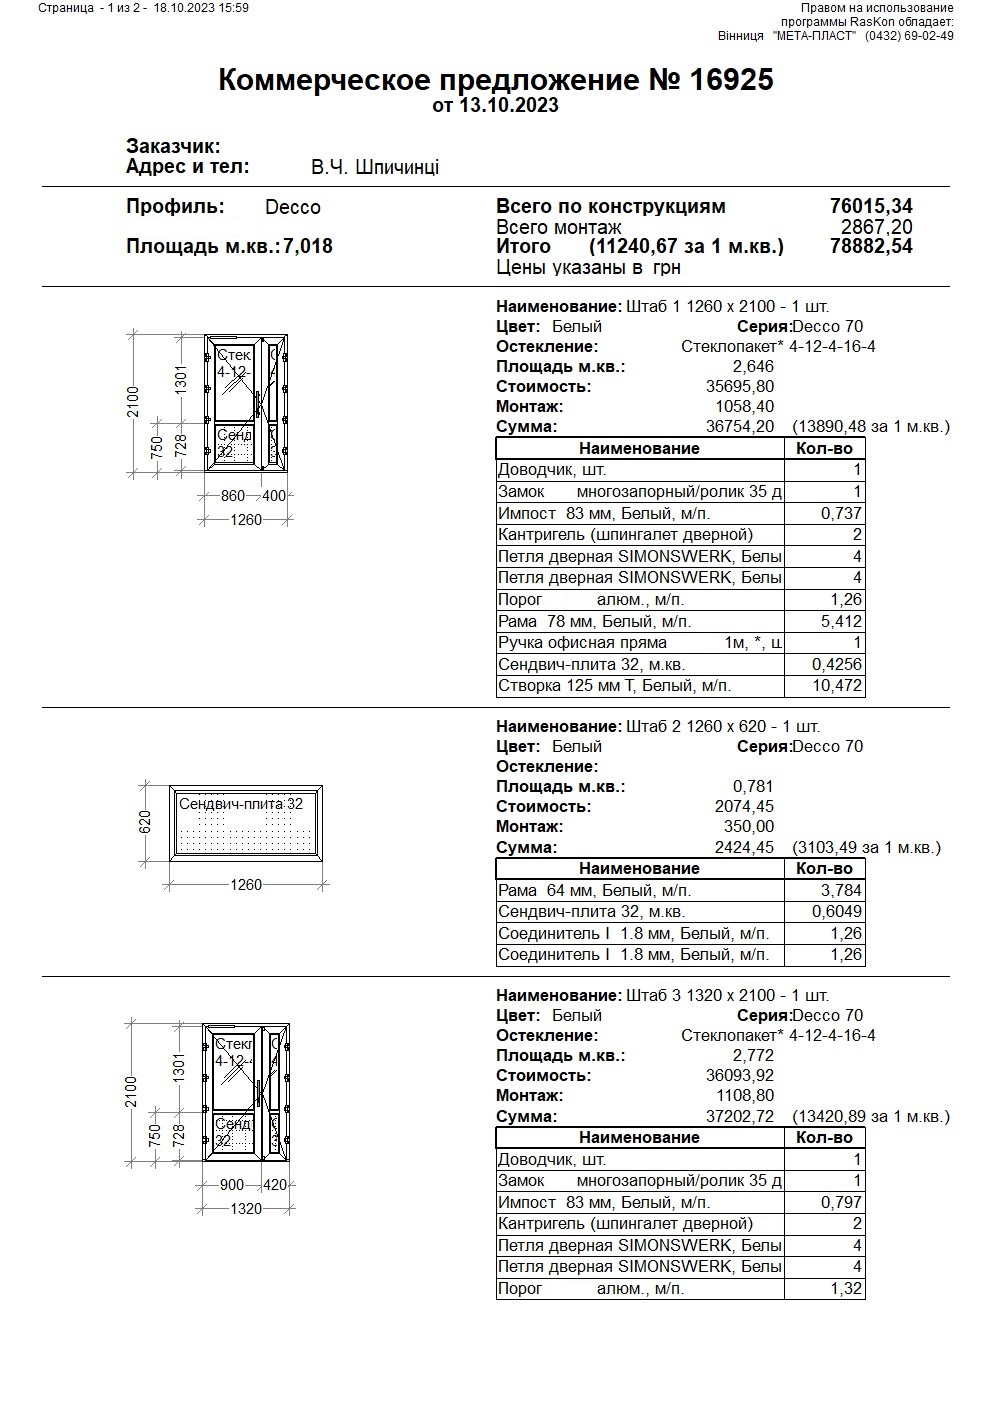 Страница - 1 из 2 - 18.10.2023 15:59
Правом на использование
программы RasKon обладает:
Вінниця "МЕТА-ПЛАСТ" (0432) 69-02-49
Коммерческое предложение № 16925
от 13.10.2023
Заказчик:
Адрес и тел: В.Ч. Шпичинці
Профиль: Decco
Площадь м.кв.: 7,018
Всего по конструкциям 76015,34
Всего монтаж 2867,20
Итого (11240,67 за 1 м.кв.) 78882,54
Цены указаны в грн
Стек
4-12-
Сенд
32
2100
1301
750
728
860
400
1260
Наименование: Штаб 1 1260 x 2100 - 1 шт.
Цвет: Белый Серия: Decco 70
Остекление: Стеклопакет* 4-12-4-16-4
Площадь м.кв.: 2,646
Стоимость: 35695,80
Монтаж: 1058,40
Сумма: 36754,20 (13890,48 за 1 м.кв.)
Наименование Кол-во
Доводчик, шт. 1
Замок многозапорный/ролик 35 д 1
Импост 83 мм, Белый, м/п. 0,737
Кантригель (шпингалет дверной) 2
Петля дверная SIMONSWERK, Белы 4
Петля дверная SIMONSWERK, Белы 4
Порог алюм., м/п. 1,26
Рама 78 мм, Белый, м/п. 5,412
Ручка офисная пряма 1м, *, ц 1
Сендвич-плита 32, м.кв. 0,4256
Створка 125 мм Т, Белый, м/п. 10,472
Сендвич-плита 32
620
1260
Наименование: Штаб 2 1260 x 620 - 1 шт.
Цвет: Белый Серия: Decco 70
Остекление:
Площадь м.кв.: 0,781
Стоимость: 2074,45
Монтаж: 350,00
Сумма: 2424,45 (3103,49 за 1 м.кв.)
Наименование Кол-во
Рама 64 мм, Белый, м/п. 3,784
Сендвич-плита 32, м.кв. 0,6049
Соединитель I 1.8 мм, Белый, м/п. 1,26
Соединитель I 1.8 мм, Белый, м/п. 1,26
Стекл
4-12-4
Сенд
32
2100
1301
750
728
900
420
1320
Наименование: Штаб 3 1320 x 2100 - 1 шт.
Цвет: Белый Серия: Decco 70
Остекление: Стеклопакет* 4-12-4-16-4
Площадь м.кв.: 2,772
Стоимость: 36093,92
Монтаж: 1108,80
Сумма: 37202,72 (13420,89 за 1 м.кв.)
Наименование Кол-во
Доводчик, шт. 1
Замок многозапорный/ролик 35 д 1
Импост 83 мм, Белый, м/п. 0,797
Кантригель (шпингалет дверной) 2
Петля дверная SIMONSWERK, Белы 4
Петля дверная SIMONSWERK, Белы 4
Порог алюм., м/п. 1,32